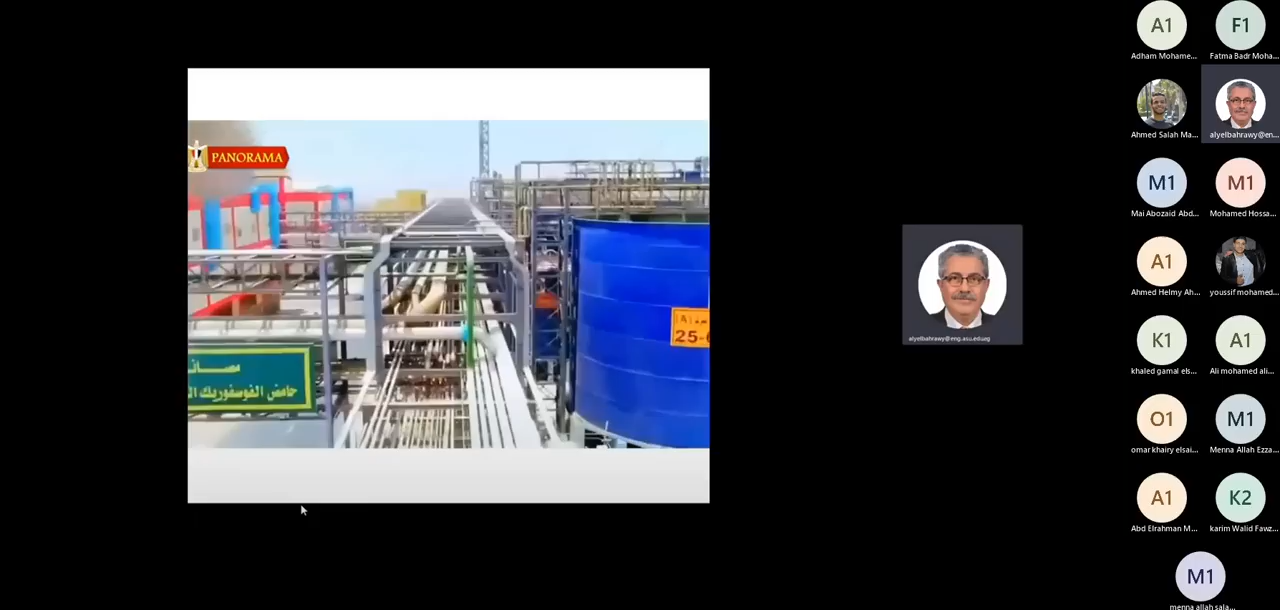 PANORAMA
مصـانـ
حامض الفوسفوريك ال
25-
alyelbahrawy@eng.asu.edu.eg
A1
F1
Adham Mohame...
Fatma Badr Moha...
Ahmed Salah Ma...
alyelbahrawy@en...
M1
M1
Mai Abozaid Abd...
Mohamed Hossa...
A1
Ahmed Helmy Ah...
youssif mohamed...
K1
A1
khaled gamal els...
Ali mohamed ali...
O1
M1
omar khairy elsai...
Menna Allah Ezza...
A1
K2
Abd Elrahman M...
karim Walid Fawz...
M1
menna allah sala...